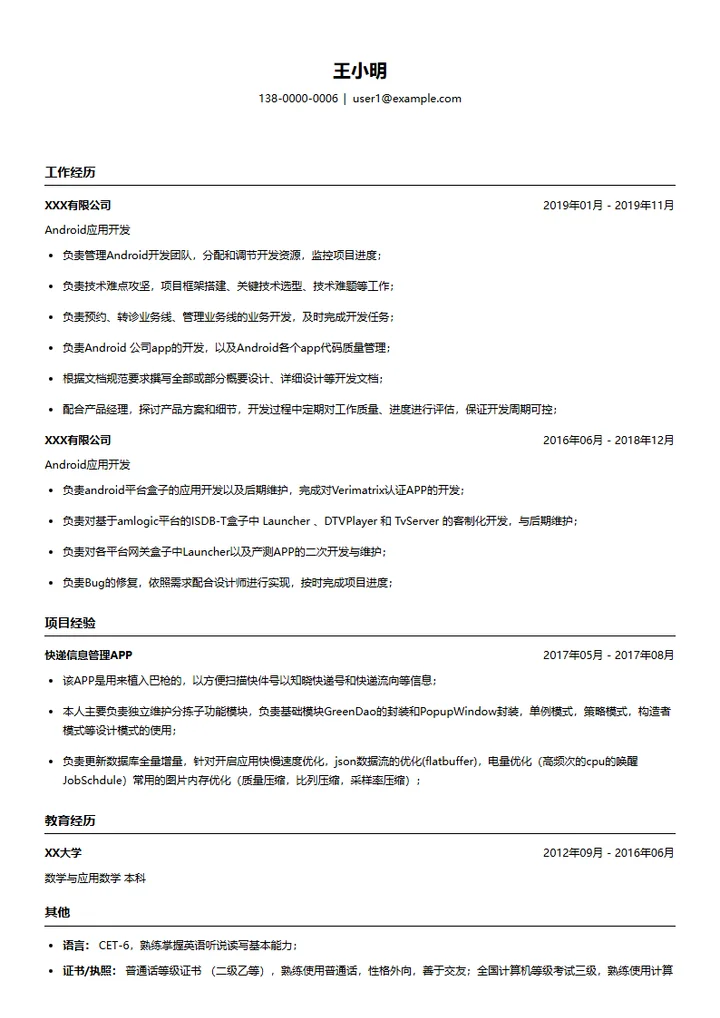 王小明
138-0000-0006 | user1@example.com
工作经历
XXX有限公司 2019年01月 - 2019年11月
Android应用开发
• 负责管理Android开发团队，分配和调节开发资源，监控项目进度；
• 负责技术难点攻坚，项目框架搭建、关键技术选型、技术难题等工作；
• 负责预约、转诊业务线、管理业务线的业务开发，及时完成开发任务；
• 负责Android 公司app的开发，以及Android各个app代码质量管理；
• 根据文档规范要求撰写全部或部分概要设计、详细设计等开发文档；
• 配合产品经理，探讨产品方案和细节，开发过程中定期对工作质量、进度进行评估，保证开发周期可控；
XXX有限公司 2016年06月 - 2018年12月
Android应用开发
• 负责android平台盒子的应用开发以及后期维护，完成对Verimatrix认证APP的开发；
• 负责对基于amlogic平台的ISDB-T盒子中 Launcher 、DTVPlayer 和 TvServer 的客制化开发，与后期维护；
• 负责对各平台网关盒子中Launcher以及产测APP的二次开发与维护；
• 负责Bug的修复，依照需求配合设计师进行实现，按时完成项目进度；
项目经验
快递信息管理APP 2017年05月 - 2017年08月
• 该APP是用来植入巴枪的，以方便扫描快件号以知晓快递号和快递流向等信息；
• 本人主要负责独立维护分拣子功能模块，负责基础模块GreenDao的封装和PopupWindow封装，单例模式，策略模式，构造者
模式等设计模式的使用；
• 负责更新数据库全量增量，针对开启应用快慢速度优化，json数据流的优化(flatbuffer)，电量优化（高频次的cpu的唤醒
JobSchdule）常用的图片内存优化（质量压缩，比列压缩，采样率压缩）；
教育经历
XX大学 2012年09月 - 2016年06月
数学与应用数学 本科
其他
• 语言： CET-6，熟练掌握英语听说读写基本能力；
• 证书/执照： 普通话等级证书 （二级乙等），熟练使用普通话，性格外向，善于交友；全国计算机等级考试三级，熟练使用计算